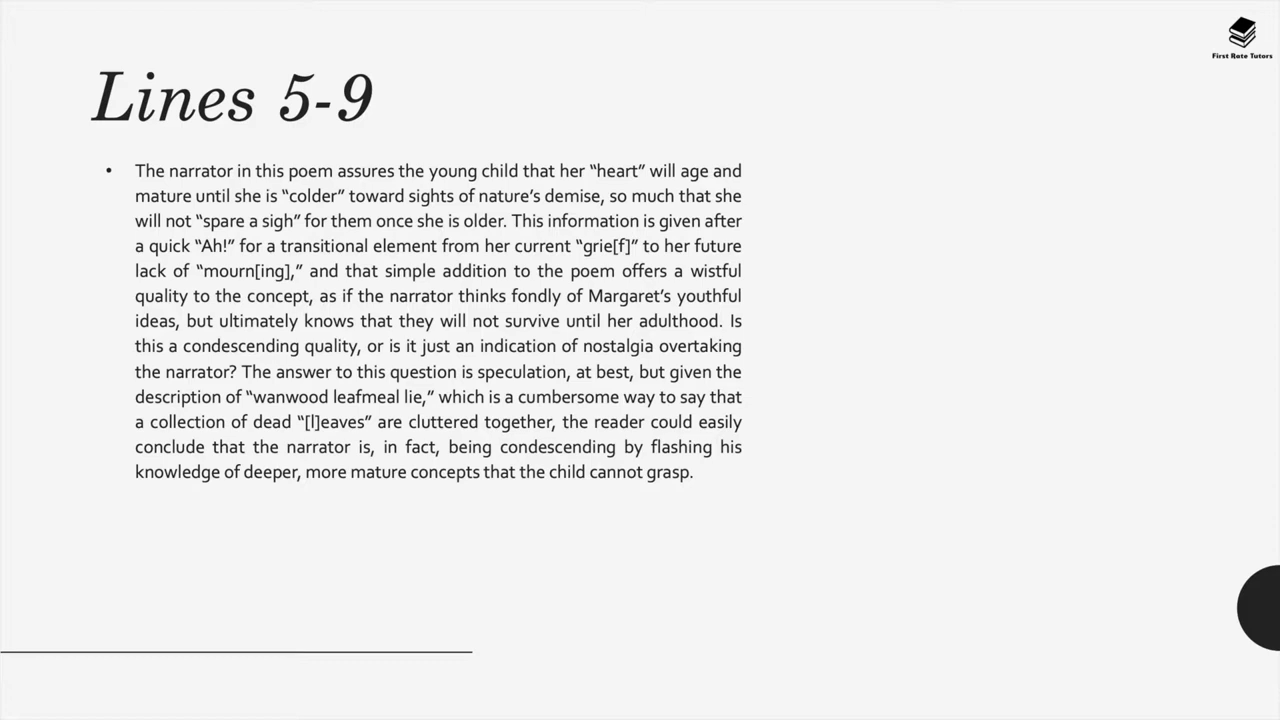 First Rate Tutors
Lines 5-9
• The narrator in this poem assures the young child that her “heart” will age and
mature until she is “colder” toward sights of nature’s demise, so much that she
will not “spare a sigh” for them once she is older. This information is given after
a quick “Ah!” for a transitional element from her current “grie[f]” to her future
lack of “mourn[ing],” and that simple addition to the poem offers a wistful
quality to the concept, as if the narrator thinks fondly of Margaret’s youthful
ideas, but ultimately knows that they will not survive until her adulthood. Is
this a condescending quality, or is it just an indication of nostalgia overtaking
the narrator? The answer to this question is speculation, at best, but given the
description of “wanwood leafmeal lie,” which is a cumbersome way to say that
a collection of dead “[l]eaves” are cluttered together, the reader could easily
conclude that the narrator is, in fact, being condescending by flashing his
knowledge of deeper, more mature concepts that the child cannot grasp.